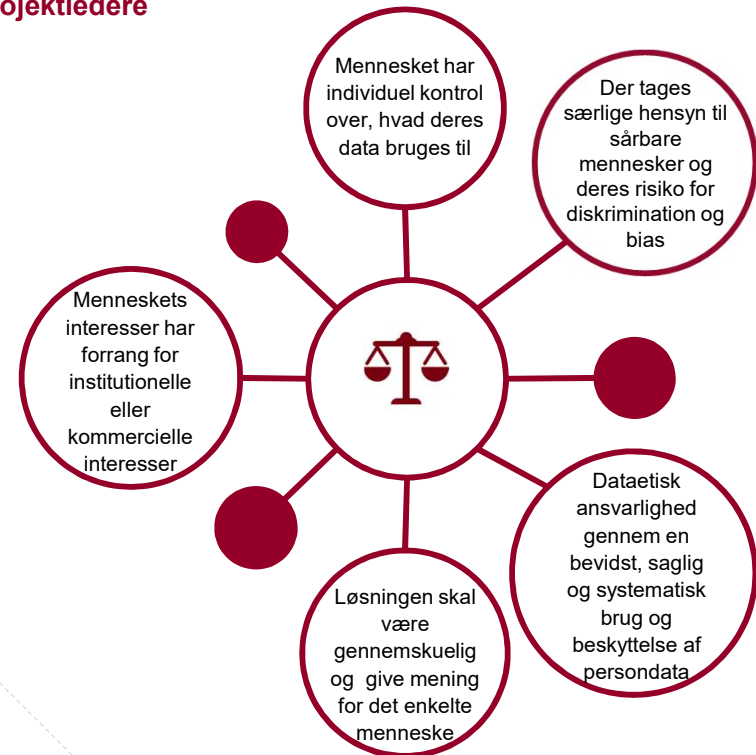 ojektledere
Mennesket har
individuel kontrol
over, hvad deres
data bruges til
Der tages
særlige hensyn til
sårbare
mennesker og
deres risiko for
diskrimination og
bias
Menneskets
interesser har
forrang for
institutionelle
eller
kommercielle
interesser
Dataetisk
ansvarlighed
gennem en
bevidst, saglig
og systematisk
brug og
beskyttelse af
persondata
Løsningen skal
være
gennemskuelig
og give mening
for det enkelte
menneske